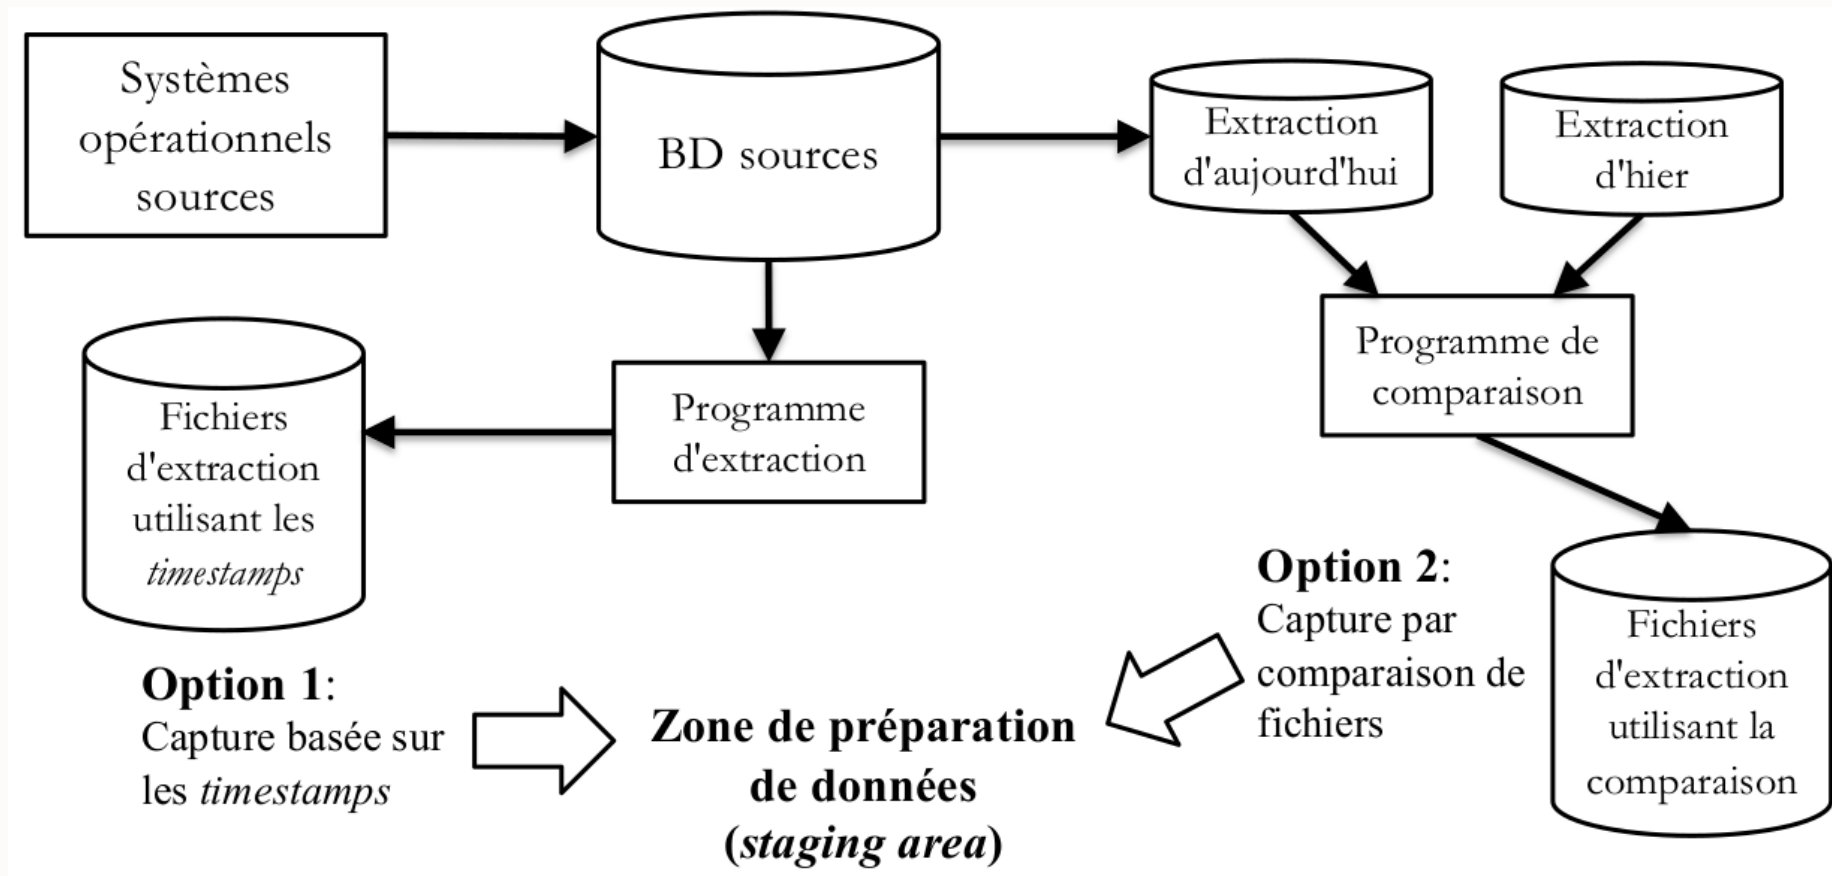 Systèmes
opérationnels
sources
BD sources
Extraction
d'aujourd'hui
Extraction
d'hier
Programme de
comparaison
Programme
d'extraction
Fichiers
d'extraction
utilisant les
timestamps
Option 1:
Capture basée sur
les timestamps
Zone de préparation
de données
(staging area)
Option 2:
Capture par
comparaison de
fichiers
Fichiers
d'extraction
utilisant la
comparaison